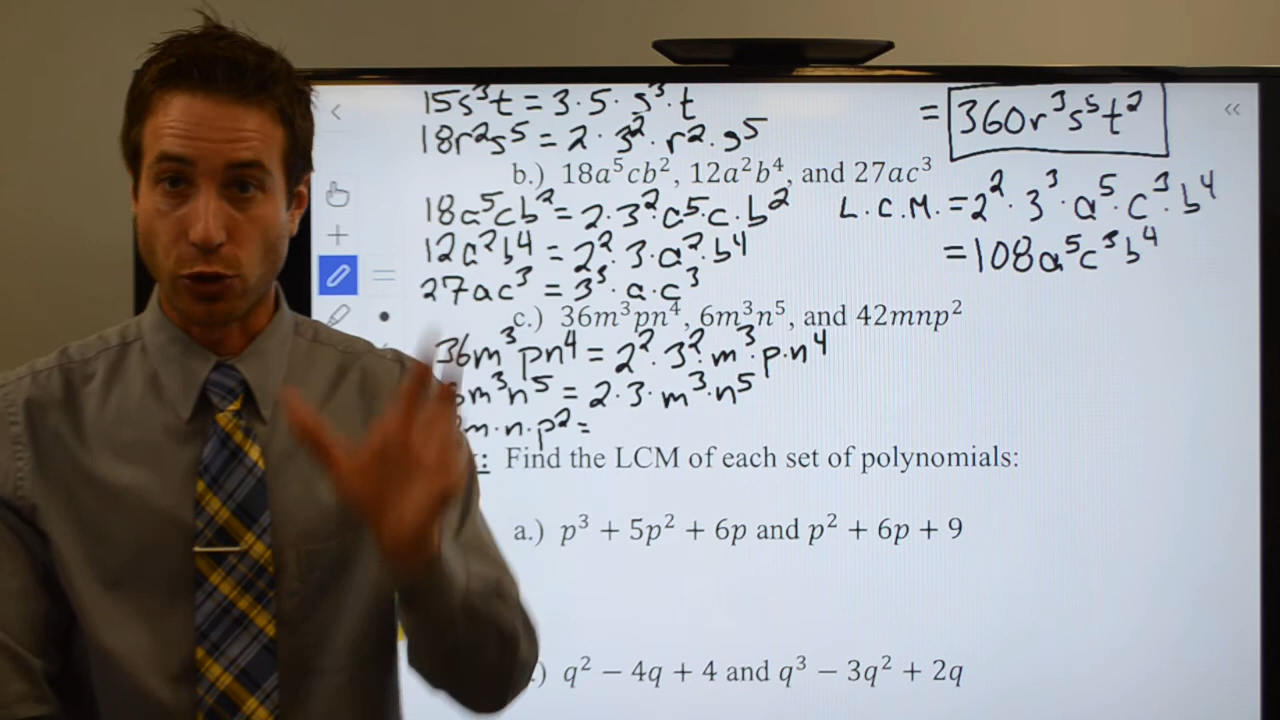 15s³t = 3·5·s³·t
= 360r³s⁵t²
18r²s⁵ = 2·3²·r²·s⁵
b.) 18a⁵cb², 12a²b⁴, and 27ac³
18a⁵cb² = 2·3²·a⁵·c·b²
L.C.M. = 2²·3³·a⁵·c³·b⁴
12a²b⁴ = 2²·3·a²·b⁴
= 108a⁵c³b⁴
27ac³ = 3³·a·c³
c.) 36m³pn⁴, 6m³n⁵, and 42mnp²
36m³pn⁴ = 2²·3²·m³·p·n⁴
m³n⁵ = 2·3·m³·n⁵
m·n·p² =
: Find the LCM of each set of polynomials:
a.) p³ + 5p² + 6p and p² + 6p + 9
.) q² − 4q + 4 and q³ − 3q² + 2q